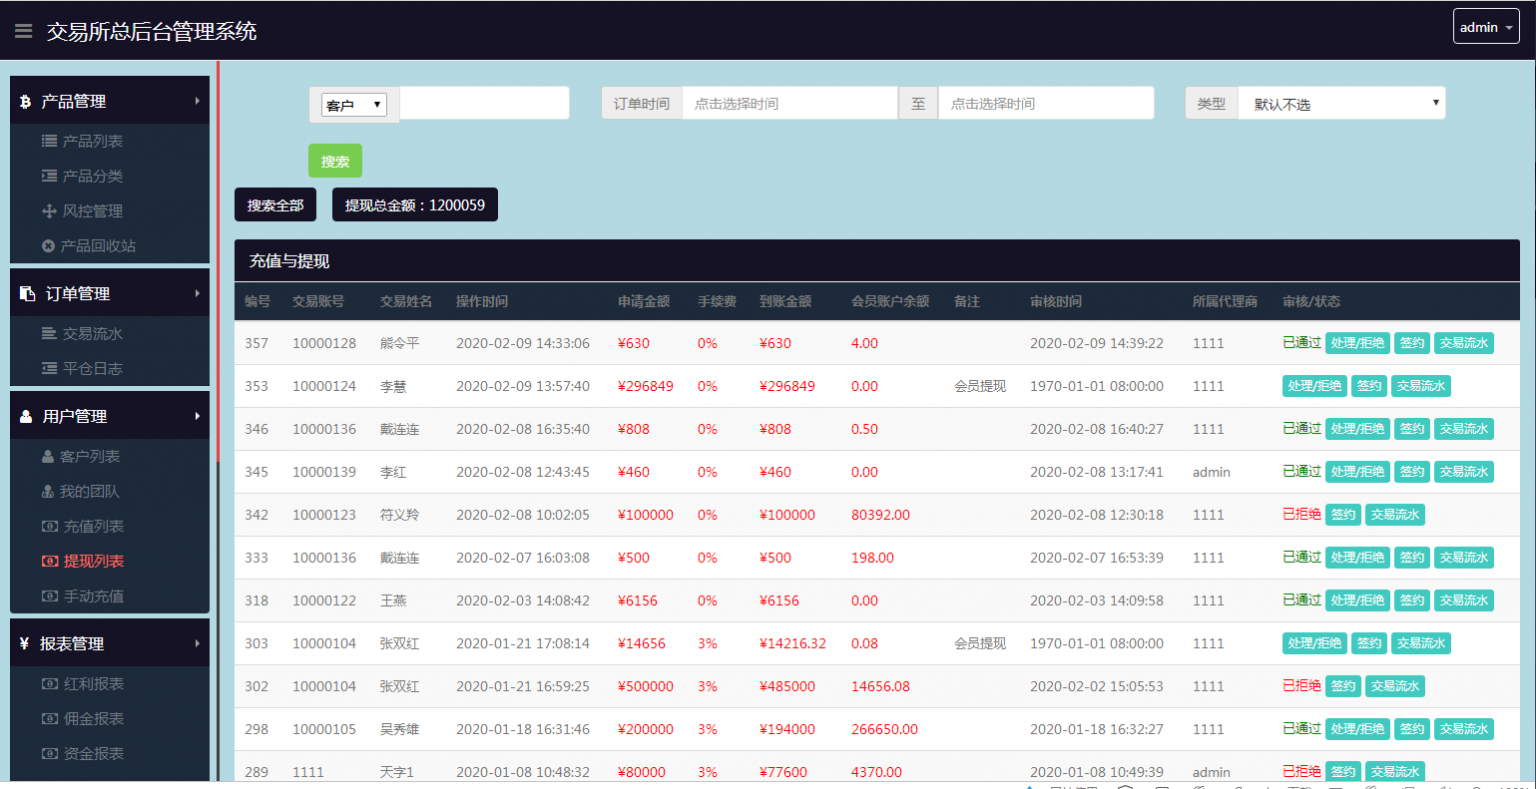 交易所总后台管理系统
admin
产品管理
产品列表
产品分类
风控管理
产品回收站
订单管理
交易流水
平仓日志
用户管理
客户列表
我的团队
充值列表
提现列表
手动充值
¥ 报表管理
红利报表
佣金报表
资金报表
客户 订单时间 点击选择时间 至 点击选择时间 类型 默认不选
搜索
搜索全部 提现总金额：1200059
充值与提现
编号 交易账号 交易姓名 操作时间 申请金额 手续费 到账金额 会员账户余额 备注 审核时间 所属代理商 审核/状态
357 10000128 熊令平 2020-02-09 14:33:06 ¥630 0% ¥630 4.00 2020-02-09 14:39:22 1111 已通过 处理/拒绝 签约 交易流水
353 10000124 李慧 2020-02-09 13:57:40 ¥296849 0% ¥296849 0.00 会员提现 1970-01-01 08:00:00 1111 处理/拒绝 签约 交易流水
346 10000136 戴连连 2020-02-08 16:35:40 ¥808 0% ¥808 0.50 2020-02-08 16:40:27 1111 已通过 处理/拒绝 签约 交易流水
345 10000139 李红 2020-02-08 12:43:45 ¥460 0% ¥460 0.00 2020-02-08 13:17:41 admin 已通过 处理/拒绝 签约 交易流水
342 10000123 符义羚 2020-02-08 10:02:05 ¥100000 0% ¥100000 80392.00 2020-02-08 12:30:18 1111 已拒绝 签约 交易流水
333 10000136 戴连连 2020-02-07 16:03:08 ¥500 0% ¥500 198.00 2020-02-07 16:53:39 1111 已通过 处理/拒绝 签约 交易流水
318 10000122 王燕 2020-02-03 14:08:42 ¥6156 0% ¥6156 0.00 2020-02-03 14:09:58 1111 已通过 处理/拒绝 签约 交易流水
303 10000104 张双红 2020-01-21 17:08:14 ¥14656 3% ¥14216.32 0.08 会员提现 1970-01-01 08:00:00 1111 处理/拒绝 签约 交易流水
302 10000104 张双红 2020-01-21 16:59:25 ¥500000 3% ¥485000 14656.08 2020-02-02 15:05:53 1111 已拒绝 签约 交易流水
298 10000105 吴秀雄 2020-01-18 16:31:46 ¥200000 3% ¥194000 266650.00 2020-01-18 16:32:27 1111 已通过 处理/拒绝 签约 交易流水
289 1111 天字1 2020-01-08 10:48:32 ¥80000 3% ¥77600 4370.00 2020-01-08 10:49:39 admin 已拒绝 签约 交易流水